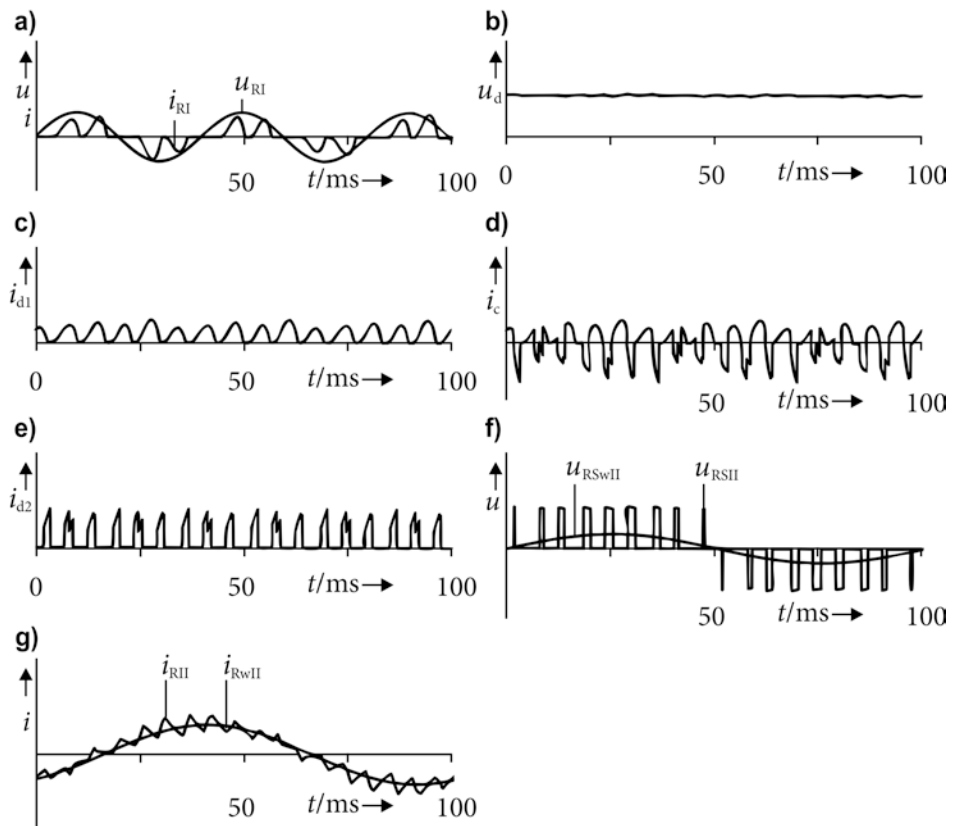 a)
u
i
i_RI
u_RI
50
t/ms
100
b)
u_d
0
50
t/ms
100
c)
i_d1
0
50
t/ms
100
d)
i_c
50
t/ms
100
e)
i_d2
0
50
t/ms
100
f)
u
u_RSwII
u_RSII
50
t/ms
100
g)
i
i_RII
i_RwII
50
t/ms
100